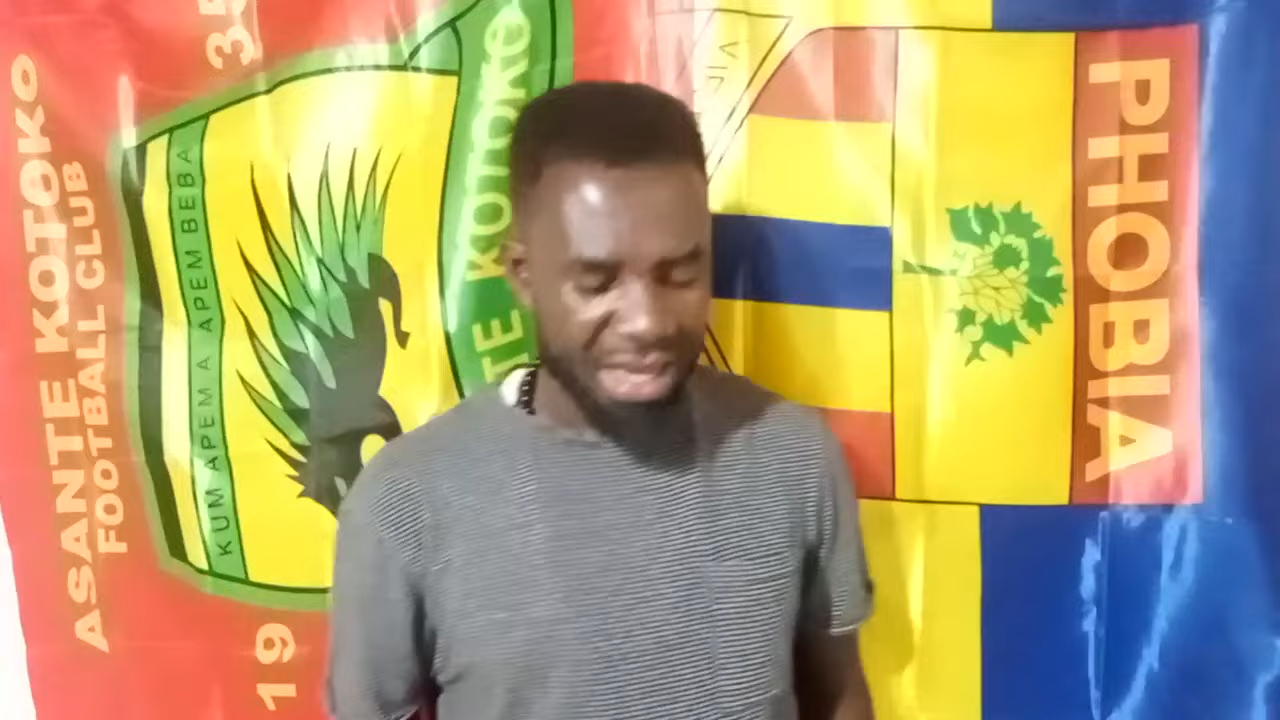 ASANTE KOTOKO
FOOTBALL CLUB
19
35
KUM APEM A APEM BEBA
TE KOTOKO
PHOBIA